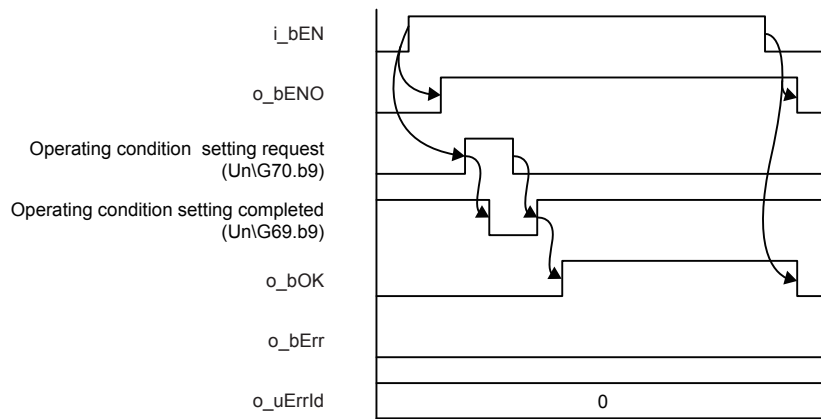 i_bEN
o_bENO
Operating condition setting request
(Un\G70.b9)
Operating condition setting completed
(Un\G69.b9)
o_bOK
o_bErr
o_uErrId
0